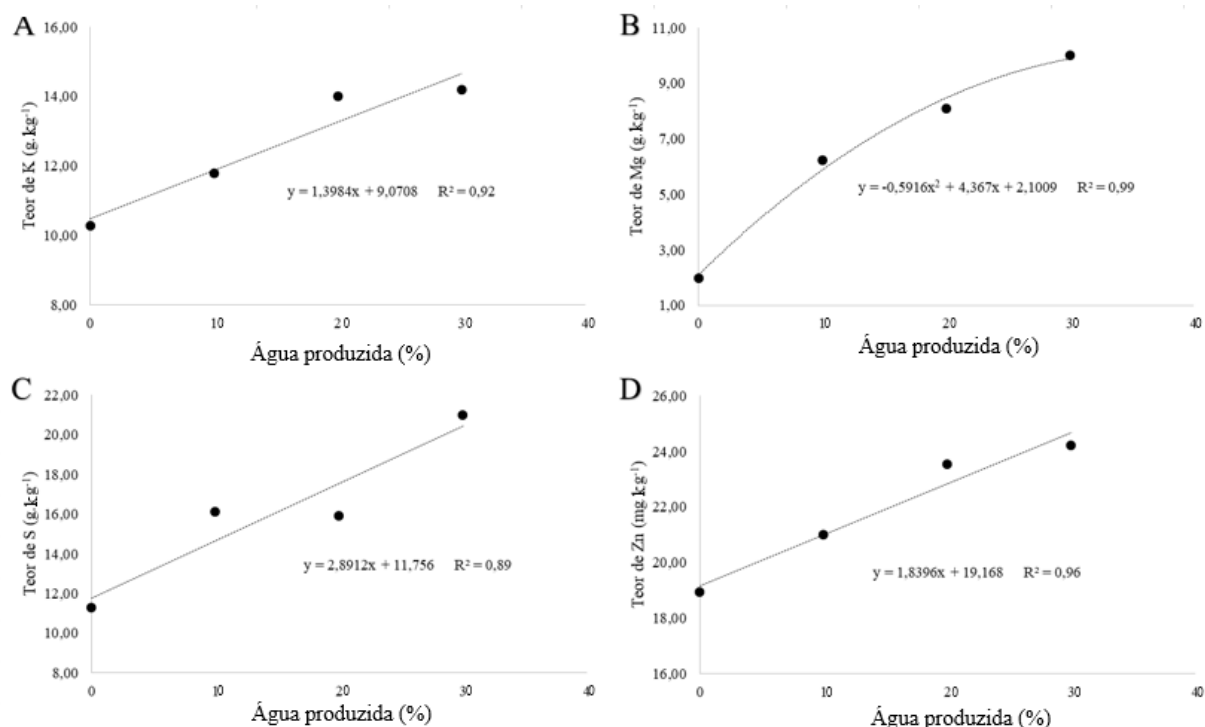 A
16,00
14,00
12,00
10,00
8,00
Teor de K (g.kg-1)
y = 1,3984x + 9,0708 R² = 0,92
0 10 20 30 40
Água produzida (%)
B
11,00
9,00
7,00
5,00
3,00
1,00
Teor de Mg (g.kg-1)
y = -0,5916x² + 4,367x + 2,1009 R² = 0,99
0 10 20 30 40
Água produzida (%)
C
22,00
20,00
18,00
16,00
14,00
12,00
10,00
8,00
Teor de S (g.kg-1)
y = 2,8912x + 11,756 R² = 0,89
0 10 20 30 40
Água produzida (%)
D
26,00
24,00
22,00
20,00
18,00
16,00
Teor de Zn (mg.kg-1)
y = 1,8396x + 19,168 R² = 0,96
0 10 20 30 40
Água produzida (%)